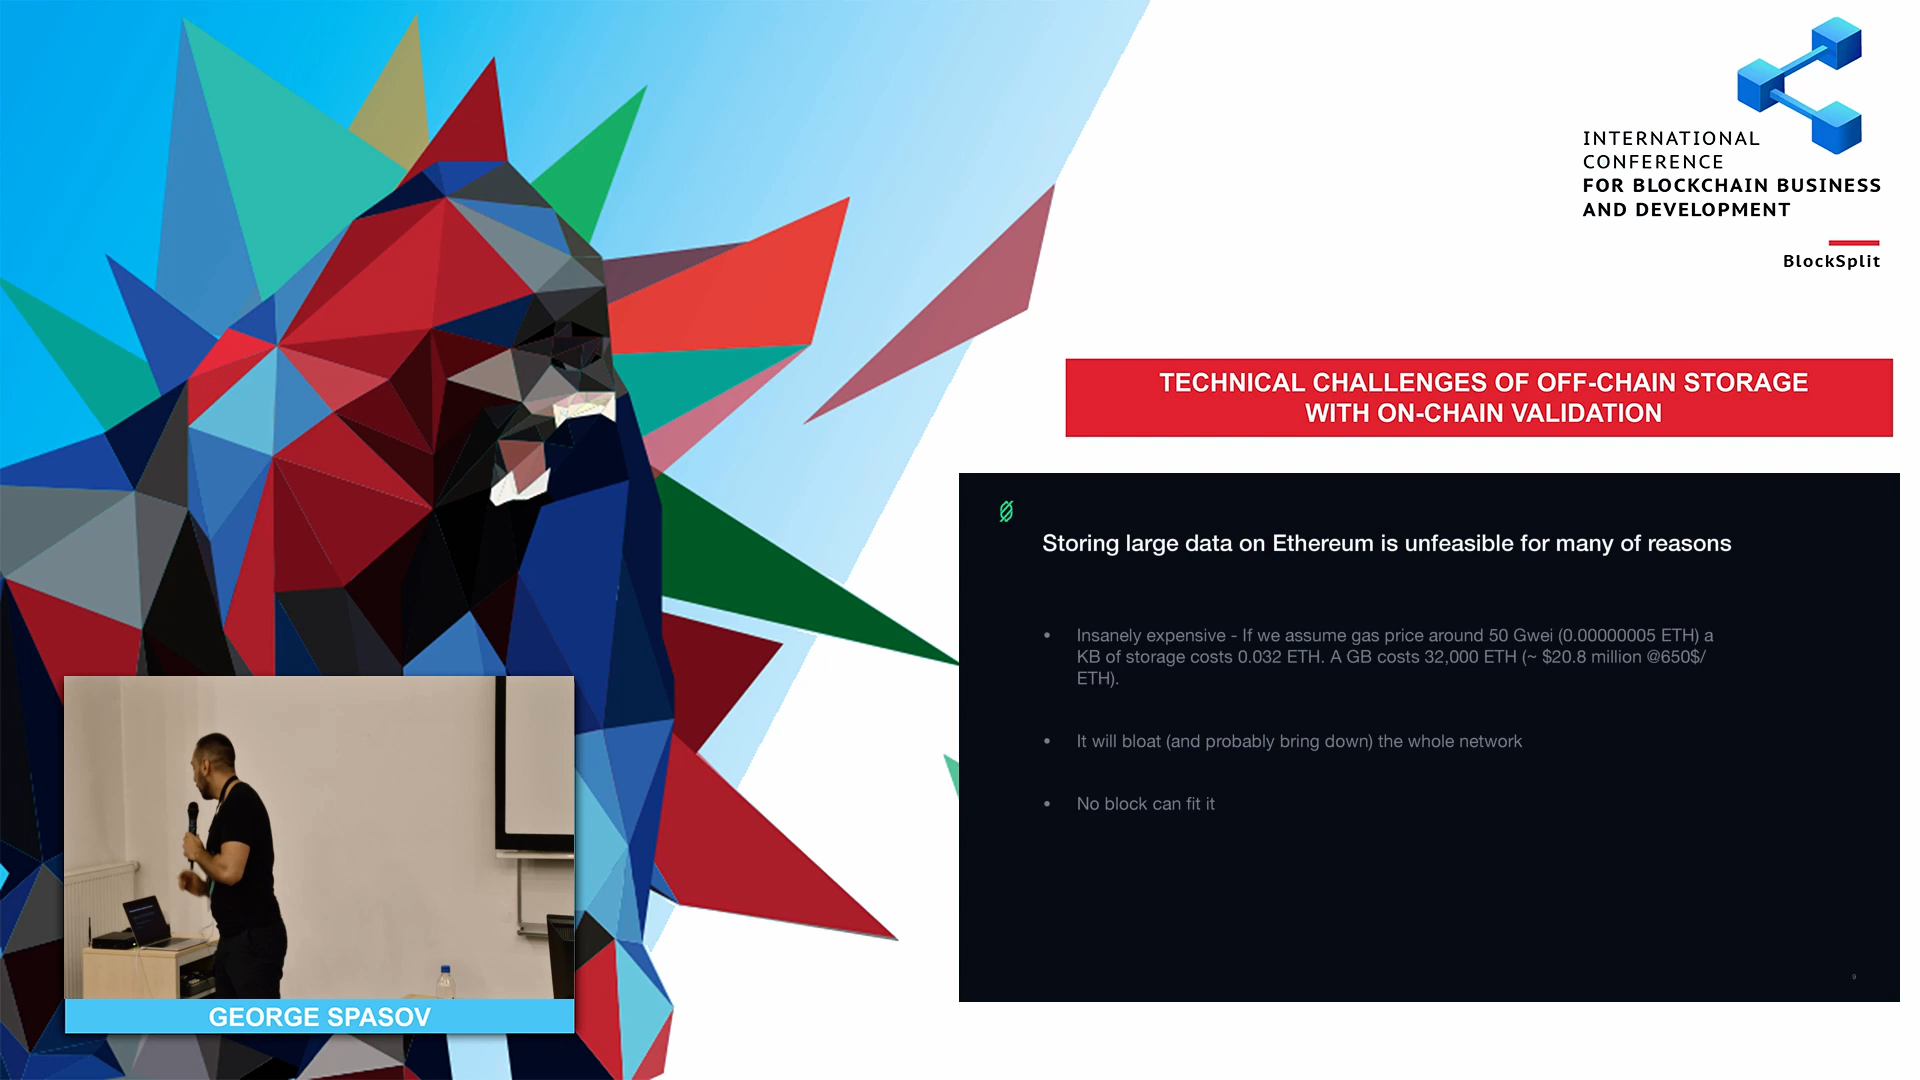 INTERNATIONAL
CONFERENCE
FOR BLOCKCHAIN BUSINESS
AND DEVELOPMENT
BlockSplit
TECHNICAL CHALLENGES OF OFF-CHAIN STORAGE
WITH ON-CHAIN VALIDATION
Storing large data on Ethereum is unfeasible for many of reasons
• Insanely expensive - If we assume gas price around 50 Gwei (0.00000005 ETH) a
KB of storage costs 0.032 ETH. A GB costs 32,000 ETH (~ $20.8 million @650$/
ETH).
• It will bloat (and probably bring down) the whole network
• No block can fit it
9
GEORGE SPASOV